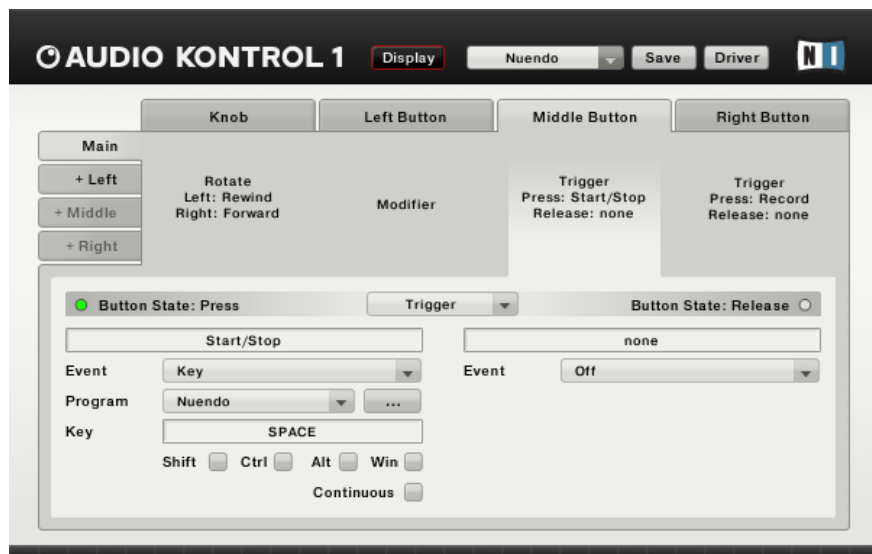 AUDIO KONTROL 1 Display Nuendo Save Driver NI
Knob Left Button Middle Button Right Button
Main
+ Left
+ Middle
+ Right
Rotate
Left: Rewind
Right: Forward
Modifier
Trigger
Press: Start/Stop
Release: none
Trigger
Press: Record
Release: none
Button State: Press Trigger Button State: Release
Start/Stop none
Event Key Event Off
Program Nuendo ...
Key SPACE
Shift Ctrl Alt Win
Continuous